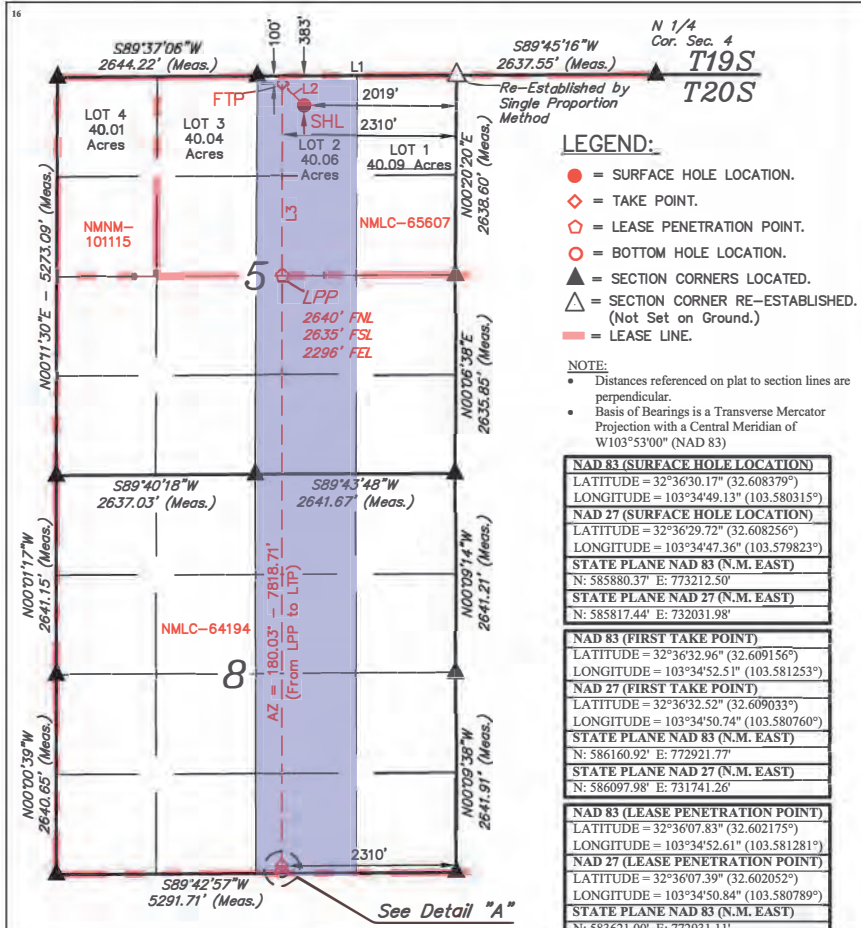 16
S89°37'06"W
2644.22' (Meas.)
100'
383'
L1
S89°45'16"W
2637.55' (Meas.)
N 1/4
Cor. Sec. 4
T19S
T20S
FTP
L2
2019'
Re-Established by
Single Proportion
Method
SHL
2310'
LOT 4
40.01
Acres
LOT 3
40.04
Acres
LOT 2
40.06
Acres
LOT 1
40.09 Acres
N00°20'20"E
2638.60' (Meas.)
L3
NMNM-
101115
NMLC-65607
N00°11'30"E - 5273.09' (Meas.)
5
LPP
2640' FNL
2635' FSL
2296' FEL
N00°06'38"E
2635.85' (Meas.)
S89°40'18"W
2637.03' (Meas.)
S89°43'48"W
2641.67' (Meas.)
N00°01'17"W
2641.15' (Meas.)
N00°09'14"W
2641.21' (Meas.)
NMLC-64194
AZ = 180.03° - 7818.71'
(From LPP to LTP)
8
N00°00'39"W
2640.65' (Meas.)
N00°09'38"W
2641.91' (Meas.)
2310'
S89°42'57"W
5291.71' (Meas.)
See Detail "A"
LEGEND:
= SURFACE HOLE LOCATION.
= TAKE POINT.
= LEASE PENETRATION POINT.
= BOTTOM HOLE LOCATION.
= SECTION CORNERS LOCATED.
= SECTION CORNER RE-ESTABLISHED.
(Not Set on Ground.)
= LEASE LINE.
NOTE:
• Distances referenced on plat to section lines are
perpendicular.
• Basis of Bearings is a Transverse Mercator
Projection with a Central Meridian of
W103°53'00" (NAD 83)
NAD 83 (SURFACE HOLE LOCATION)
LATITUDE = 32°36'30.17" (32.608379°)
LONGITUDE = 103°34'49.13" (103.580315°)
NAD 27 (SURFACE HOLE LOCATION)
LATITUDE = 32°36'29.72" (32.608256°)
LONGITUDE = 103°34'47.36" (103.579823°)
STATE PLANE NAD 83 (N.M. EAST)
N: 585880.37' E: 773212.50'
STATE PLANE NAD 27 (N.M. EAST)
N: 585817.44' E: 732031.98'
NAD 83 (FIRST TAKE POINT)
LATITUDE = 32°36'32.96" (32.609156°)
LONGITUDE = 103°34'52.51" (103.581253°)
NAD 27 (FIRST TAKE POINT)
LATITUDE = 32°36'32.52" (32.609033°)
LONGITUDE = 103°34'50.74" (103.580760°)
STATE PLANE NAD 83 (N.M. EAST)
N: 586160.92' E: 772921.77'
STATE PLANE NAD 27 (N.M. EAST)
N: 586097.98' E: 731741.26'
NAD 83 (LEASE PENETRATION POINT)
LATITUDE = 32°36'07.83" (32.602175°)
LONGITUDE = 103°34'52.61" (103.581281°)
NAD 27 (LEASE PENETRATION POINT)
LATITUDE = 32°36'07.39" (32.602052°)
LONGITUDE = 103°34'50.84" (103.580789°)
STATE PLANE NAD 83 (N.M. EAST)
N: 583621.00' E: 772931.11'